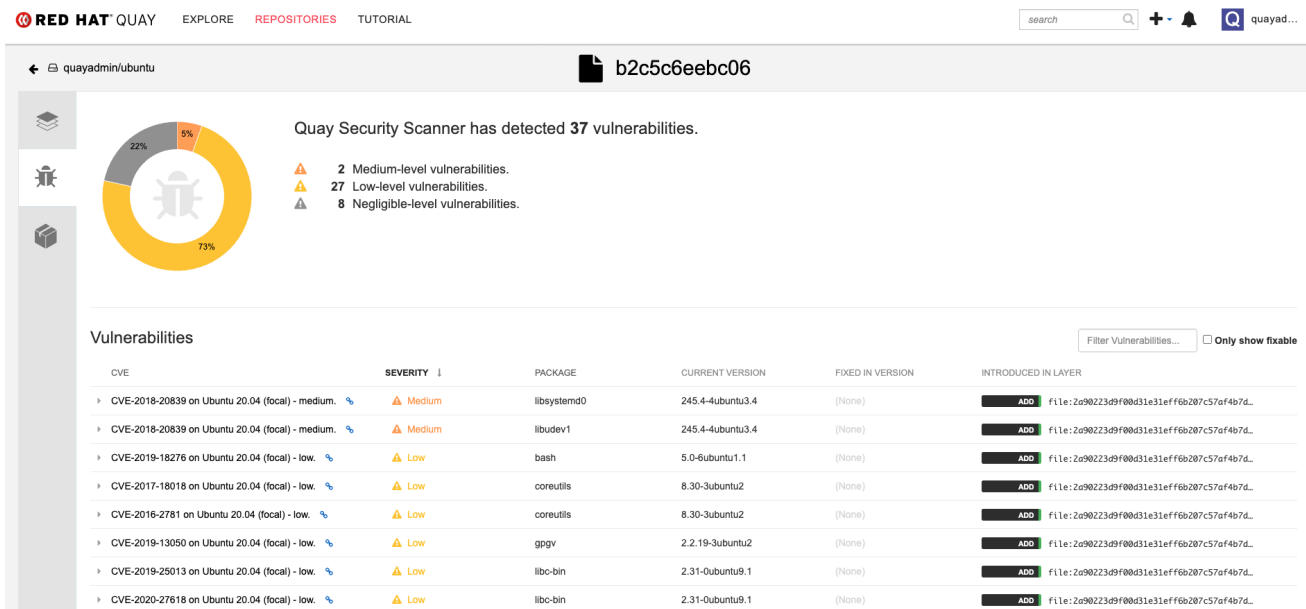 RED HAT® QUAY EXPLORE REPOSITORIES TUTORIAL search Q quayad...
quayadmin/ubuntu b2c5c6eebc06
5%
22%
73%
Quay Security Scanner has detected 37 vulnerabilities.
2 Medium-level vulnerabilities.
27 Low-level vulnerabilities.
8 Negligible-level vulnerabilities.
Vulnerabilities Filter Vulnerabilities... Only show fixable
CVE SEVERITY ↓ PACKAGE CURRENT VERSION FIXED IN VERSION INTRODUCED IN LAYER
CVE-2018-20839 on Ubuntu 20.04 (focal) - medium. Medium libsystemd0 245.4-4ubuntu3.4 (None) ADD file:2a90223d9f00d31e31eff6b207c57af4b7d…
CVE-2018-20839 on Ubuntu 20.04 (focal) - medium. Medium libudev1 245.4-4ubuntu3.4 (None) ADD file:2a90223d9f00d31e31eff6b207c57af4b7d…
CVE-2019-18276 on Ubuntu 20.04 (focal) - low. Low bash 5.0-6ubuntu1.1 (None) ADD file:2a90223d9f00d31e31eff6b207c57af4b7d…
CVE-2017-18018 on Ubuntu 20.04 (focal) - low. Low coreutils 8.30-3ubuntu2 (None) ADD file:2a90223d9f00d31e31eff6b207c57af4b7d…
CVE-2016-2781 on Ubuntu 20.04 (focal) - low. Low coreutils 8.30-3ubuntu2 (None) ADD file:2a90223d9f00d31e31eff6b207c57af4b7d…
CVE-2019-13050 on Ubuntu 20.04 (focal) - low. Low gpgv 2.2.19-3ubuntu2 (None) ADD file:2a90223d9f00d31e31eff6b207c57af4b7d…
CVE-2019-25013 on Ubuntu 20.04 (focal) - low. Low libc-bin 2.31-0ubuntu9.1 (None) ADD file:2a90223d9f00d31e31eff6b207c57af4b7d…
CVE-2020-27618 on Ubuntu 20.04 (focal) - low. Low libc-bin 2.31-0ubuntu9.1 (None) ADD file:2a90223d9f00d31e31eff6b207c57af4b7d…